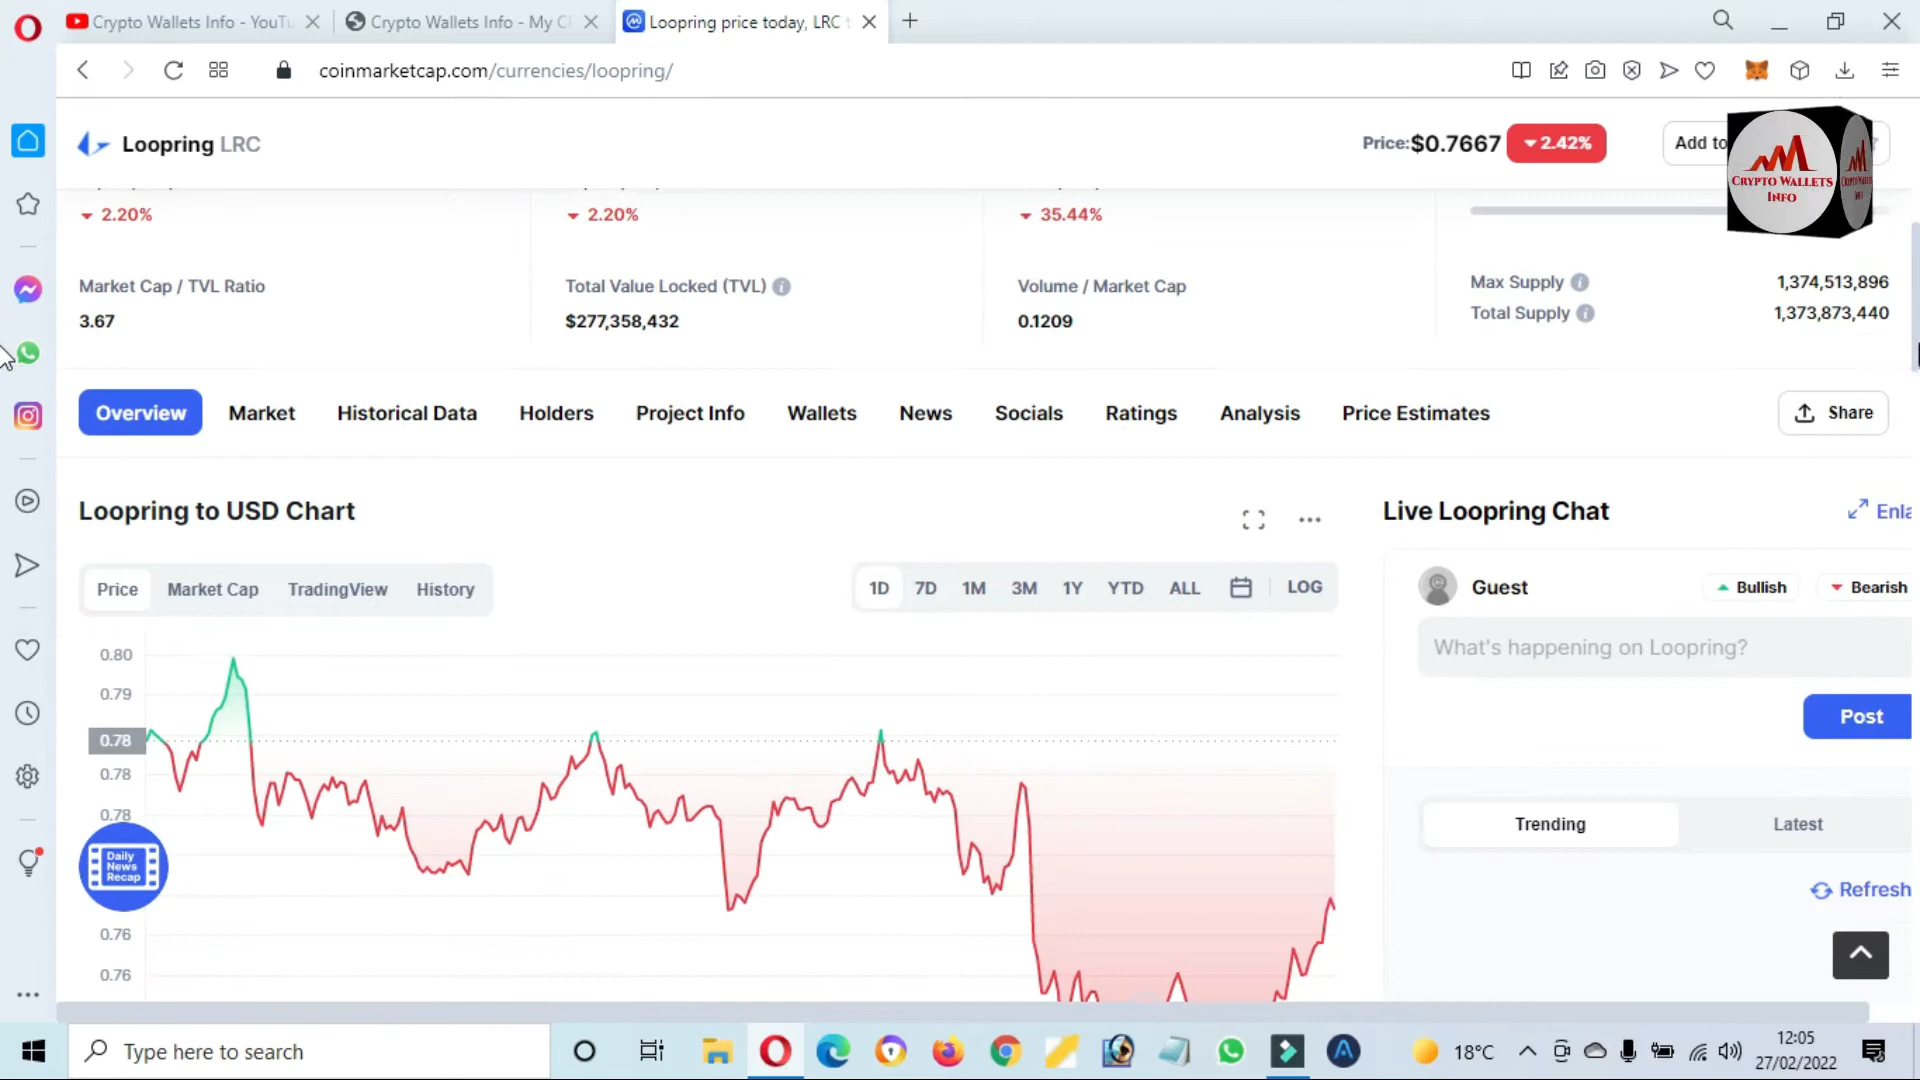 Crypto Wallets Info - YouTu
Crypto Wallets Info - My C
Loopring price today, LRC t
coinmarketcap.com/currencies/loopring/
Loopring LRC
Price:$0.7667
2.42%
Add to
CRYPTO WALLETS
INFO
2.20%
2.20%
35.44%
Market Cap / TVL Ratio
3.67
Total Value Locked (TVL)
$277,358,432
Volume / Market Cap
0.1209
Max Supply
1,374,513,896
Total Supply
1,373,873,440
Overview
Market
Historical Data
Holders
Project Info
Wallets
News
Socials
Ratings
Analysis
Price Estimates
Share
Loopring to USD Chart
Live Loopring Chat
Enla
Price
Market Cap
TradingView
History
1D
7D
1M
3M
1Y
YTD
ALL
LOG
Guest
Bullish
Bearish
What's happening on Loopring?
Post
0.80
0.79
0.78
0.78
0.78
0.76
0.76
Daily
News
Recap
Trending
Latest
Refresh
Type here to search
18°C
12:05
27/02/2022